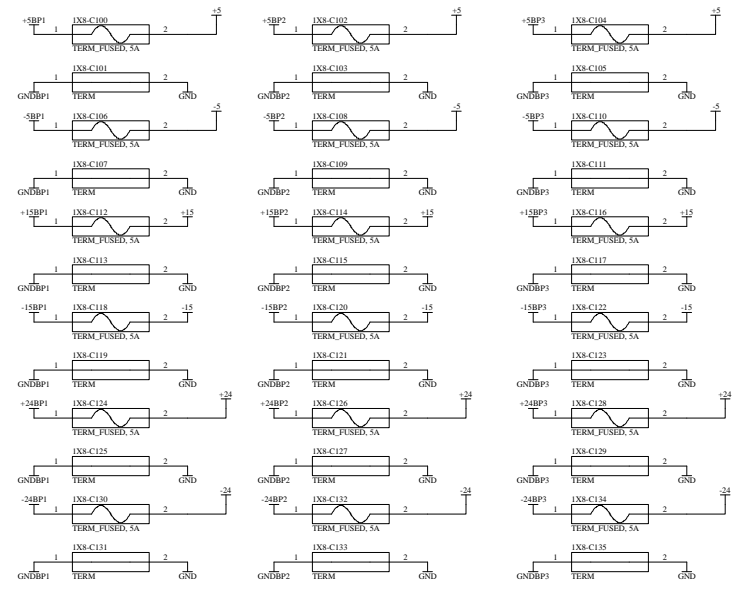 +5
+5
+5
+5BP1 1X8-C100 +5BP2 1X8-C102 +5BP3 1X8-C104
1 2 1 2 1 2
TERM_FUSED, 5A TERM_FUSED, 5A TERM_FUSED, 5A
1X8-C101 1X8-C103 1X8-C105
1 2 1 2 1 2
GNDBP1 TERM GND GNDBP2 TERM GND GNDBP3 TERM GND
-5 -5 -5
-5BP1 1X8-C106 -5BP2 1X8-C108 -5BP3 1X8-C110
1 2 1 2 1 2
TERM_FUSED, 5A TERM_FUSED, 5A TERM_FUSED, 5A
1X8-C107 1X8-C109 1X8-C111
1 2 1 2 1 2
GNDBP1 TERM GND GNDBP2 TERM GND GNDBP3 TERM GND
+15BP1 1X8-C112 +15 +15BP2 1X8-C114 +15 +15BP3 1X8-C116 +15
1 2 1 2 1 2
TERM_FUSED, 5A TERM_FUSED, 5A TERM_FUSED, 5A
1X8-C113 1X8-C115 1X8-C117
1 2 1 2 1 2
GNDBP1 TERM GND GNDBP2 TERM GND GNDBP3 TERM GND
-15BP1 1X8-C118 -15 -15BP2 1X8-C120 -15 -15BP3 1X8-C122 -15
1 2 1 2 1 2
TERM_FUSED, 5A TERM_FUSED, 5A TERM_FUSED, 5A
1X8-C119 1X8-C121 1X8-C123
1 2 1 2 1 2
GNDBP1 TERM GND GNDBP2 TERM GND GNDBP3 TERM GND
+24 +24 +24
+24BP1 1X8-C124 +24BP2 1X8-C126 +24BP3 1X8-C128
1 2 1 2 1 2
TERM_FUSED, 5A TERM_FUSED, 5A TERM_FUSED, 5A
1X8-C125 1X8-C127 1X8-C129
1 2 1 2 1 2
GNDBP1 TERM GND GNDBP2 TERM GND GNDBP3 TERM GND
-24 -24 -24
-24BP1 1X8-C130 -24BP2 1X8-C132 -24BP3 1X8-C134
1 2 1 2 1 2
TERM_FUSED, 5A TERM_FUSED, 5A TERM_FUSED, 5A
1X8-C131 1X8-C133 1X8-C135
1 2 1 2 1 2
GNDBP1 TERM GND GNDBP2 TERM GND GNDBP3 TERM GND